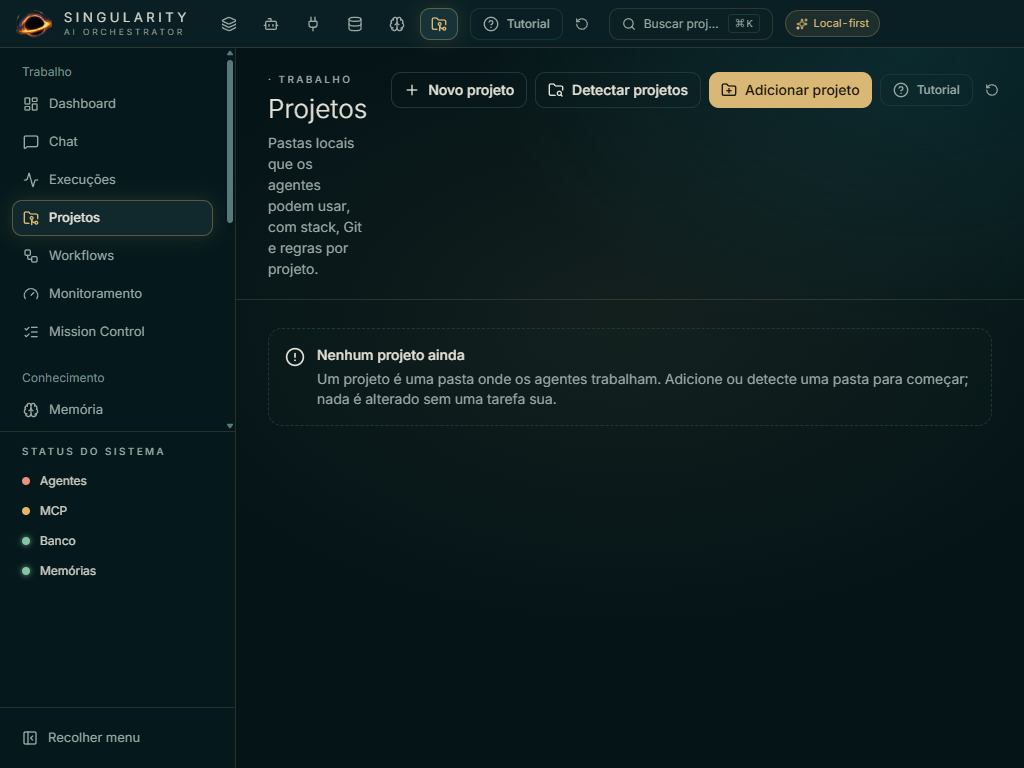 SINGULARITY
AI ORCHESTRATOR
Tutorial
Buscar proj...
⌘K
Local-first
Trabalho
Dashboard
Chat
Execuções
Projetos
Workflows
Monitoramento
Mission Control
Conhecimento
Memória
STATUS DO SISTEMA
Agentes
MCP
Banco
Memórias
Recolher menu
· TRABALHO
Projetos
Pastas locais
que os
agentes
podem usar,
com stack, Git
e regras por
projeto.
Novo projeto
Detectar projetos
Adicionar projeto
Tutorial
Nenhum projeto ainda
Um projeto é uma pasta onde os agentes trabalham. Adicione ou detecte uma pasta para começar;
nada é alterado sem uma tarefa sua.